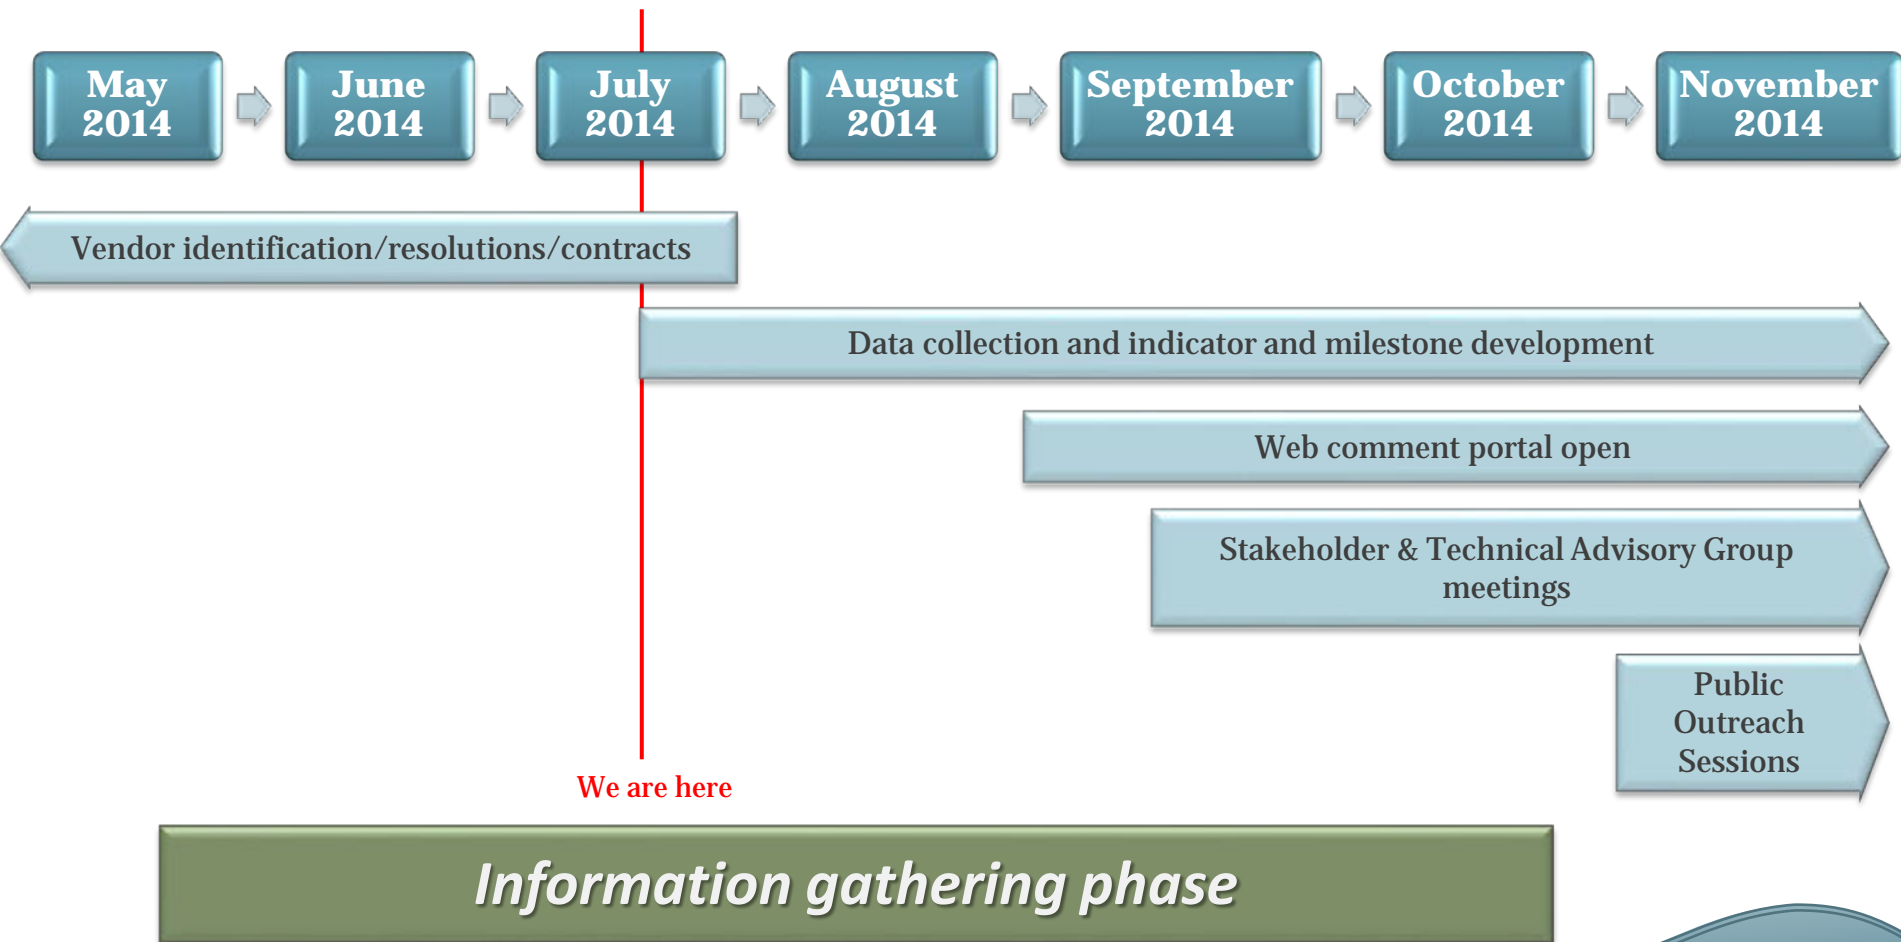 May
2014
June
2014
July
2014
August
2014
September
2014
October
2014
November
2014
Vendor identification/resolutions/contracts
Data collection and indicator and milestone development
Web comment portal open
Stakeholder & Technical Advisory Group
meetings
Public
Outreach
Sessions
We are here
Information gathering phase